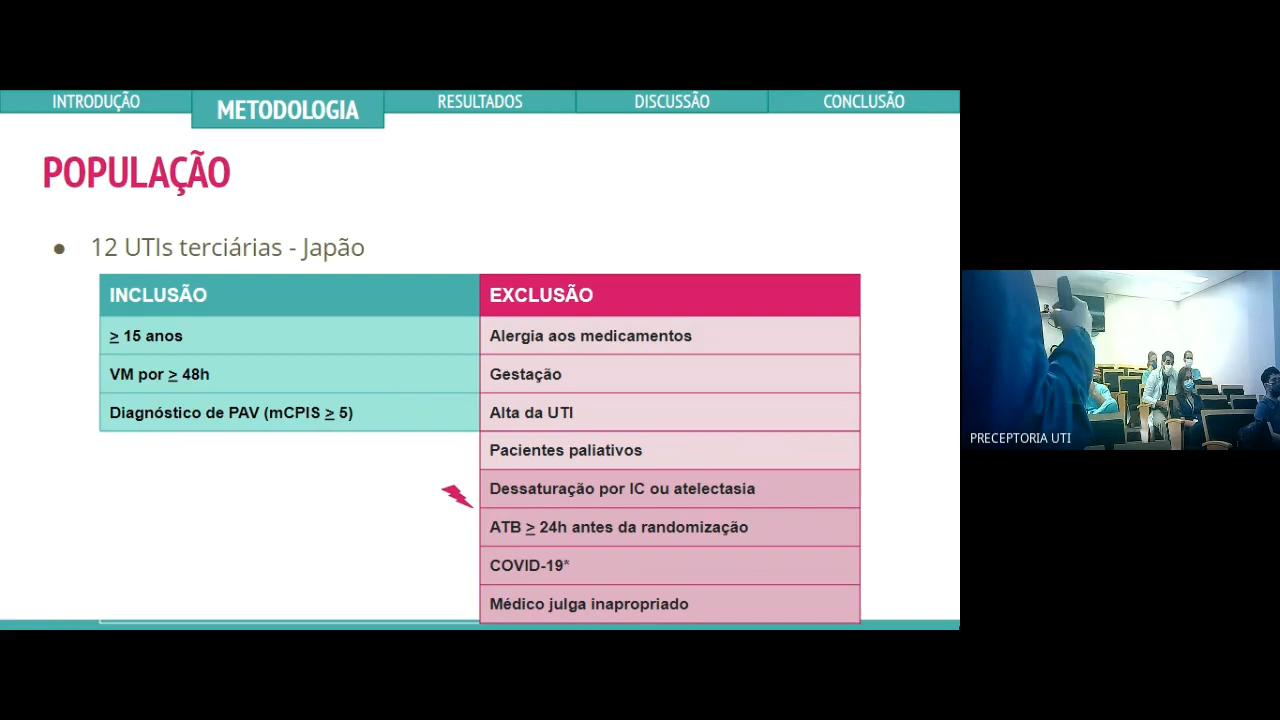 INTRODUÇÃO
METODOLOGIA
RESULTADOS
DISCUSSÃO
CONCLUSÃO
POPULAÇÃO
● 12 UTIs terciárias - Japão
INCLUSÃO
EXCLUSÃO
≥ 15 anos
Alergia aos medicamentos
VM por ≥ 48h
Gestação
Diagnóstico de PAV (mCPIS ≥ 5)
Alta da UTI
Pacientes paliativos
Dessaturação por IC ou atelectasia
ATB ≥ 24h antes da randomização
COVID-19*
Médico julga inapropriado
PRECEPTORIA UTI